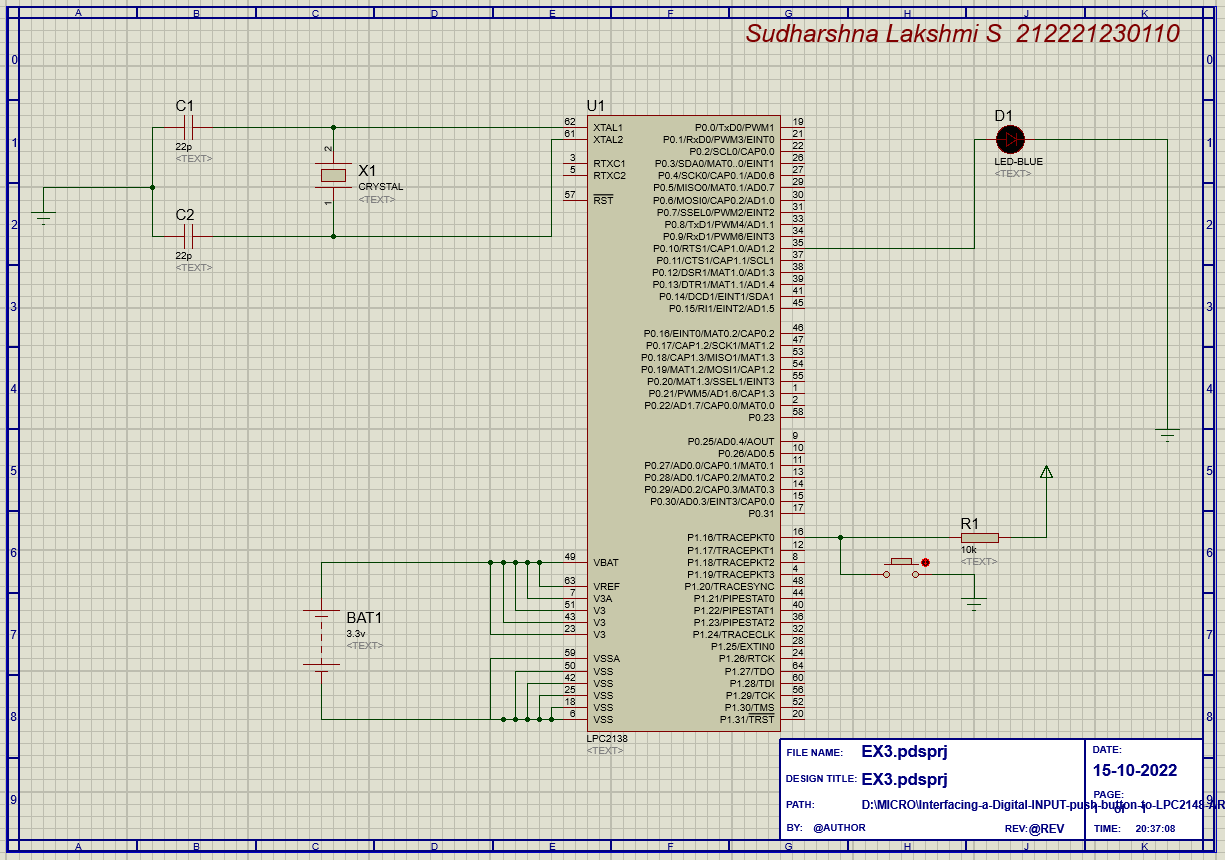 A B C D E F G H J K
Sudharshna Lakshmi S 212221230110
0 0
1 1
2 2
3 3
4 4
5 5
6 6
7 7
8 8
9 9
C1
22p
<TEXT>
C2
22p
<TEXT>
2
X1
CRYSTAL
<TEXT>
1
U1
62 XTAL1
61 XTAL2
3 RTXC1
5 RTXC2
57 RST
49 VBAT
63 VREF
7 V3A
51 V3
43 V3
23 V3
59 VSSA
50 VSS
42 VSS
25 VSS
18 VSS
6 VSS
P0.0/TxD0/PWM1 19
P0.1/RxD0/PWM3/EINT0 21
P0.2/SCL0/CAP0.0 22
P0.3/SDA0/MAT0..0/EINT1 26
P0.4/SCK0/CAP0.1/AD0.6 27
P0.5/MISO0/MAT0.1/AD0.7 29
P0.6/MOSI0/CAP0.2/AD1.0 30
P0.7/SSEL0/PWM2/EINT2 31
P0.8/TxD1/PWM4/AD1.1 33
P0.9/RxD1/PWM6/EINT3 34
P0.10/RTS1/CAP1.0/AD1.2 35
P0.11/CTS1/CAP1.1/SCL1 37
P0.12/DSR1/MAT1.0/AD1.3 38
P0.13/DTR1/MAT1.1/AD1.4 39
P0.14/DCD1/EINT1/SDA1 41
P0.15/RI1/EINT2/AD1.5 45
P0.16/EINT0/MAT0.2/CAP0.2 46
P0.17/CAP1.2/SCK1/MAT1.2 47
P0.18/CAP1.3/MISO1/MAT1.3 53
P0.19/MAT1.2/MOSI1/CAP1.2 54
P0.20/MAT1.3/SSEL1/EINT3 55
P0.21/PWM5/AD1.6/CAP1.3 1
P0.22/AD1.7/CAP0.0/MAT0.0 2
P0.23 58
P0.25/AD0.4/AOUT 9
P0.26/AD0.5 10
P0.27/AD0.0/CAP0.1/MAT0.1 11
P0.28/AD0.1/CAP0.2/MAT0.2 13
P0.29/AD0.2/CAP0.3/MAT0.3 14
P0.30/AD0.3/EINT3/CAP0.0 15
P0.31 17
P1.16/TRACEPKT0 16
P1.17/TRACEPKT1 12
P1.18/TRACEPKT2 8
P1.19/TRACEPKT3 4
P1.20/TRACESYNC 48
P1.21/PIPESTAT0 44
P1.22/PIPESTAT1 40
P1.23/PIPESTAT2 36
P1.24/TRACECLK 32
P1.25/EXTIN0 28
P1.26/RTCK 24
P1.27/TDO 64
P1.28/TDI 60
P1.29/TCK 56
P1.30/TMS 52
P1.31/TRST 20
LPC2138
<TEXT>
D1
LED-BLUE
<TEXT>
R1
10k
<TEXT>
BAT1
3.3v
<TEXT>
FILE NAME: EX3.pdsprj
DESIGN TITLE: EX3.pdsprj
PATH: D:\MICRO\Interfacing-a-Digital-INPUT-push-button-to-LPC2148-AR
BY: @AUTHOR REV:@REV
DATE:
15-10-2022
PAGE:
1 of 1
TIME: 20:37:08
A B C D E F G H J K